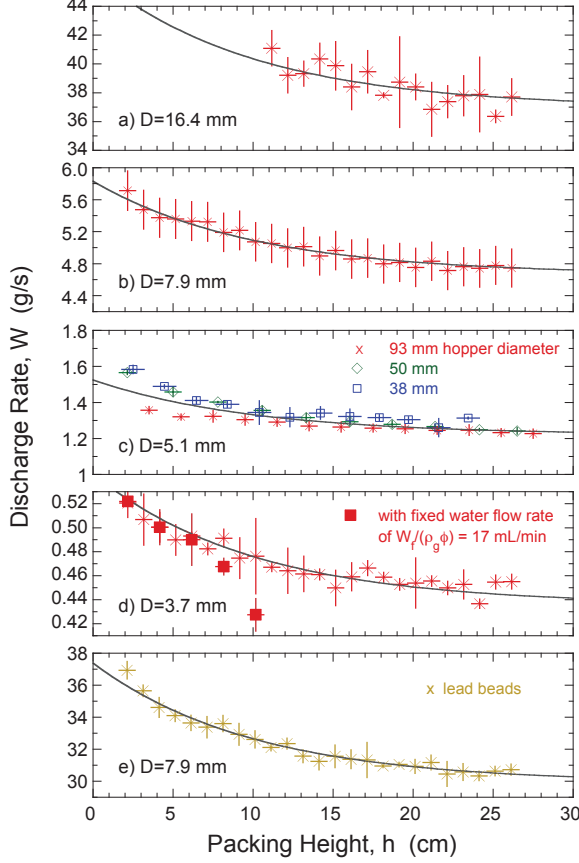 44
42
40
38
36
34
a) D=16.4 mm
6.0
5.6
5.2
4.8
4.4
b) D=7.9 mm
Discharge Rate, W (g/s)
1.8
1.6
1.4
1.2
1.0
× 93 mm hopper diameter
50 mm
38 mm
c) D=5.1 mm
0.52
0.50
0.48
0.46
0.44
0.42
with fixed water flow rate
of W_f/(ρ_gϕ) = 17 mL/min
d) D=3.7 mm
38
36
34
32
30
x lead beads
e) D=7.9 mm
0 5 10 15 20 25 30
Packing Height, h (cm)